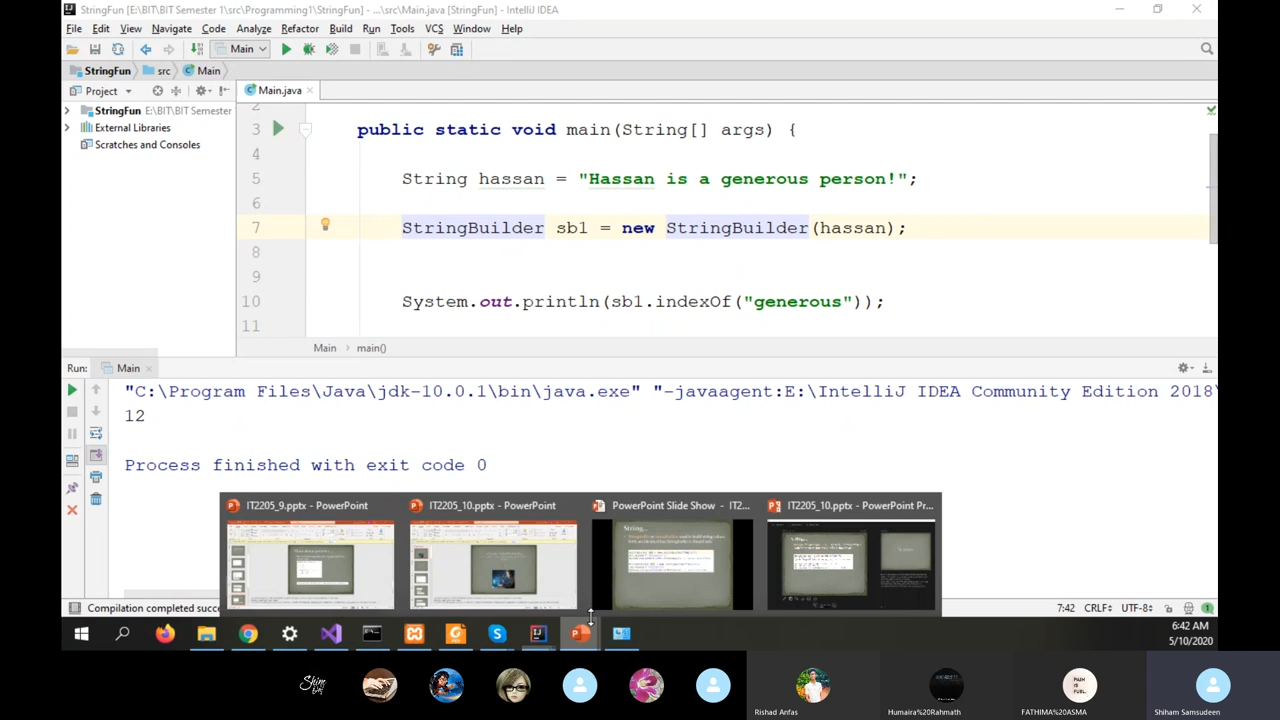 StringFun [E:\BIT\BIT Semester 1\src\Programming1\StringFun] - ...\src\Main.java [StringFun] - IntelliJ IDEA
File Edit View Navigate Code Analyze Refactor Build Run Tools VCS Window Help
Main
StringFun src Main
Project
Main.java
StringFun E:\BIT\BIT Semester
External Libraries
Scratches and Consoles
2
3 public static void main(String[] args) {
4
5 String hassan = "Hassan is a generous person!";
6
7 StringBuilder sb1 = new StringBuilder(hassan);
8
9
10 System.out.println(sb1.indexOf("generous"));
11
Main › main()
Run: Main
"C:\Program Files\Java\jdk-10.0.1\bin\java.exe" "-javaagent:E:\IntelliJ IDEA Community Edition 2018\
12
Process finished with exit code 0
IT2205_9.pptx - PowerPoint
IT2205_10.pptx - PowerPoint
PowerPoint Slide Show - IT2...
IT2205_10.pptx - PowerPoint Pr...
String...
Compilation completed succe
7:42 CRLF÷ UTF-8÷
6:42 AM
5/10/2020
Rishad Anfas
Humaira%20Rahmath
FATHIMA%20ASMA
Shiham Samsudeen